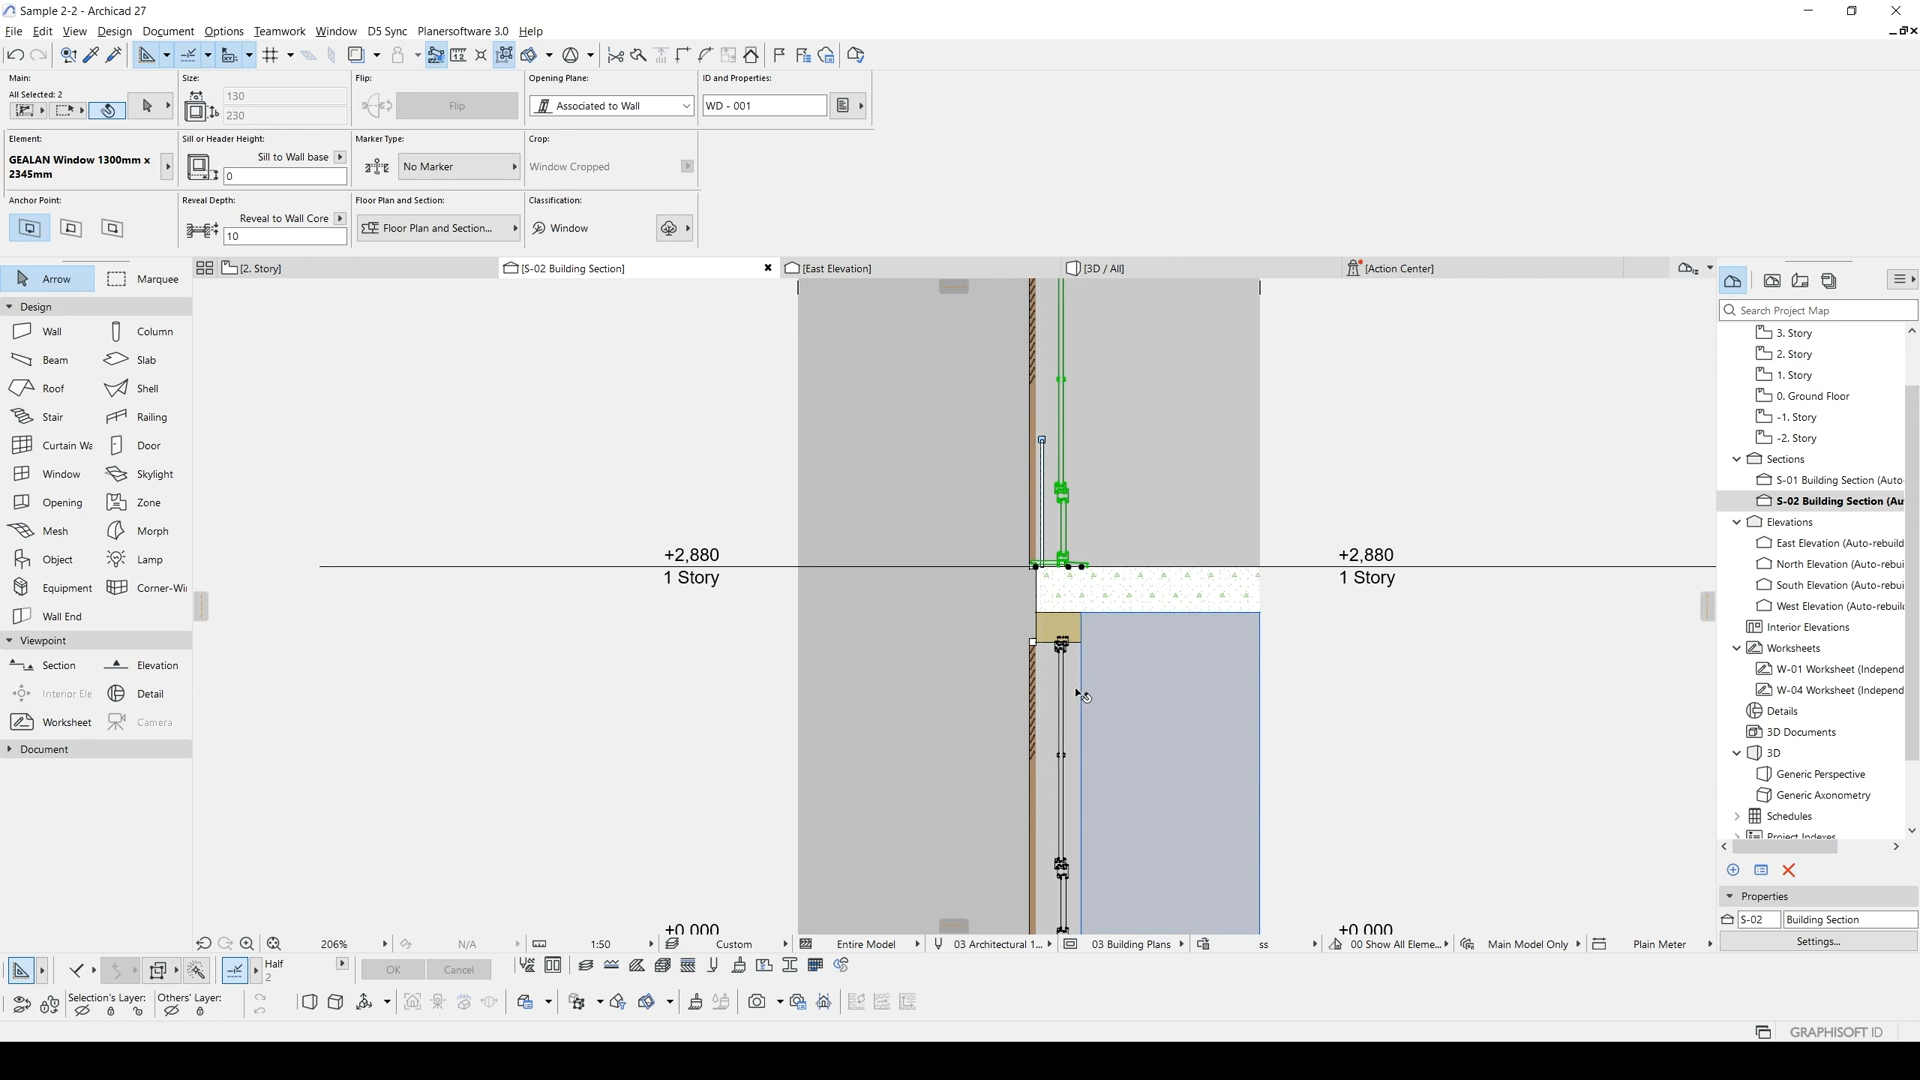 Sample 2-2 - Archicad 27
File Edit View Design Document Options Teamwork Window D5 Sync Planersoftware 3.0 Help
Main: Size: Flip: Opening Plane: ID and Properties:
All Selected: 2
130
230
Flip
Associated to Wall
WD - 001
Element: Sill or Header Height: Marker Type: Crop:
GEALAN Window 1300mm x
2345mm
Sill to Wall base
0
No Marker
Window Cropped
Anchor Point: Reveal Depth: Floor Plan and Section: Classification:
Reveal to Wall Core
10
Floor Plan and Section...
Window
Arrow Marquee
[2. Story] [S-02 Building Section] [East Elevation] [3D / All] [Action Center]
Design
Wall Column
Beam Slab
Roof Shell
Stair Railing
Curtain Wa Door
Window Skylight
Opening Zone
Mesh Morph
Object Lamp
Equipment Corner-Wi
Wall End
Viewpoint
Section Elevation
Interior Ele Detail
Worksheet Camera
Document
+2,880
1 Story
+2,880
1 Story
+0,000
+0,000
Search Project Map
3. Story
2. Story
1. Story
0. Ground Floor
-1. Story
-2. Story
Sections
S-01 Building Section (Auto
S-02 Building Section (Au
Elevations
East Elevation (Auto-rebuild
North Elevation (Auto-rebui
South Elevation (Auto-rebui
West Elevation (Auto-rebuil
Interior Elevations
Worksheets
W-01 Worksheet (Independ
W-04 Worksheet (Independ
Details
3D Documents
3D
Generic Perspective
Generic Axonometry
Schedules
Project Indexes
Properties
S-02 Building Section
Settings...
206% N/A 1:50 Custom Entire Model 03 Architectural 1... 03 Building Plans ss 00 Show All Eleme... Main Model Only Plain Meter
Half
2
OK Cancel
Selection's Layer: Others' Layer:
GRAPHISOFT ID